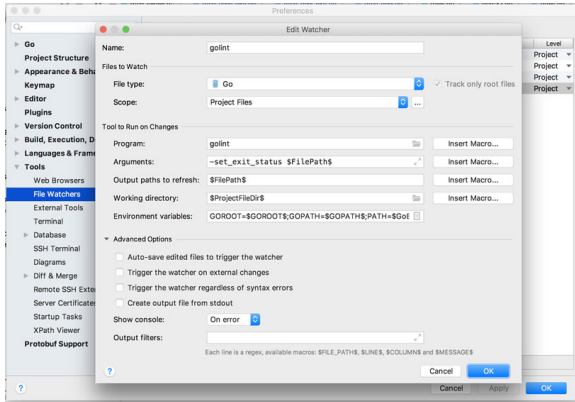 Preferences
Edit Watcher
Go
Project Structure
Appearance & Beha
Keymap
Editor
Plugins
Version Control
Build, Execution, D
Languages & Frame
Tools
Web Browsers
File Watchers
External Tools
Terminal
Database
SSH Terminal
Diagrams
Diff & Merge
Remote SSH Exte
Server Certificate
Startup Tasks
XPath Viewer
Protobuf Support
Name:
golint
Files to Watch
File type:
Go
Track only root files
Scope:
Project Files
...
Tool to Run on Changes
Program:
golint
Insert Macro...
Arguments:
-set_exit_status $FilePath$
Insert Macro...
Output paths to refresh:
$FilePath$
Insert Macro...
Working directory:
$ProjectFileDir$
Insert Macro...
Environment variables:
GOROOT=$GOROOT$;GOPATH=$GOPATH$;PATH=$GoE
Advanced Options
Auto-save edited files to trigger the watcher
Trigger the watcher on external changes
Trigger the watcher regardless of syntax errors
Create output file from stdout
Show console:
On error
Output filters:
Each line is a regex, available macros: $FILE_PATH$, $LINE$, $COLUMN$ and $MESSAGE$
?
Cancel
OK
Level
Project
Project
Project
Project
?
Cancel
Apply
OK